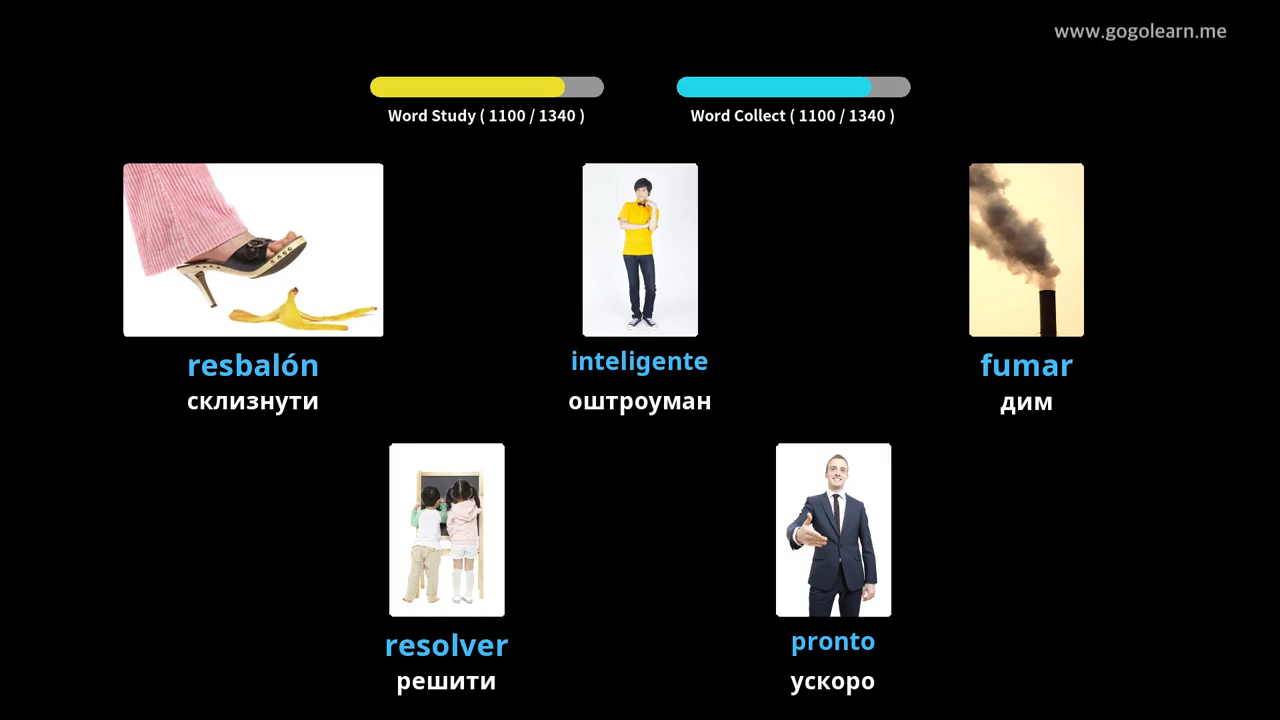 www.gogolearn.me
Word Study ( 1100 / 1340 )
Word Collect ( 1100 / 1340 )
resbalón
склизнути
inteligente
оштроуман
fumar
дим
resolver
решити
pronto
ускоро